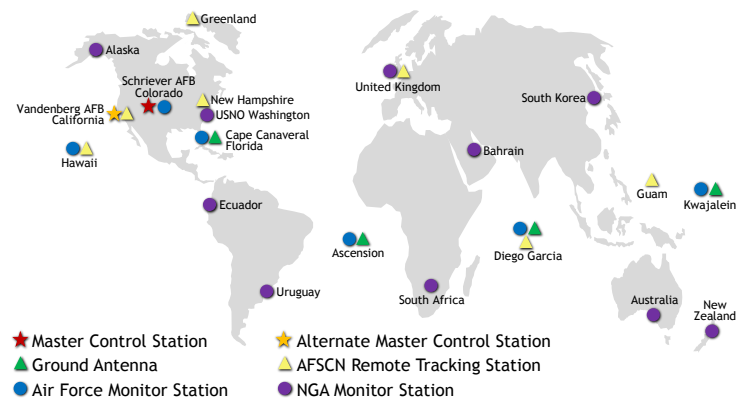 Greenland
Alaska
Schriever AFB
Colorado
Vandenberg AFB
California
New Hampshire
USNO Washington
Cape Canaveral
Florida
Hawaii
United Kingdom
South Korea
Bahrain
Guam
Kwajalein
Ecuador
Ascension
Diego Garcia
Uruguay
South Africa
Australia
New
Zealand
Master Control Station
Alternate Master Control Station
Ground Antenna
AFSCN Remote Tracking Station
Air Force Monitor Station
NGA Monitor Station